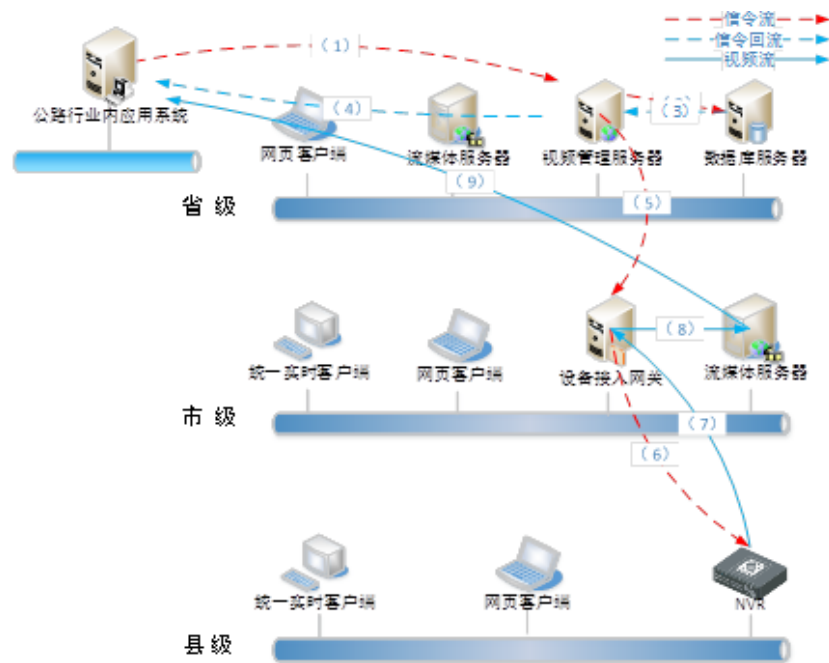 信令流
信令回流
视频流
（1）
公路行业内应用系统
（4）
（3）
网页客户端
流媒体服务器
视频管理服务器
数据库服务器
（9）
（5）
省级
（8）
统一实时客户端
网页客户端
设备接入网关
流媒体服务器
市级
（7）
（6）
统一实时客户端
网页客户端
NVR
县级